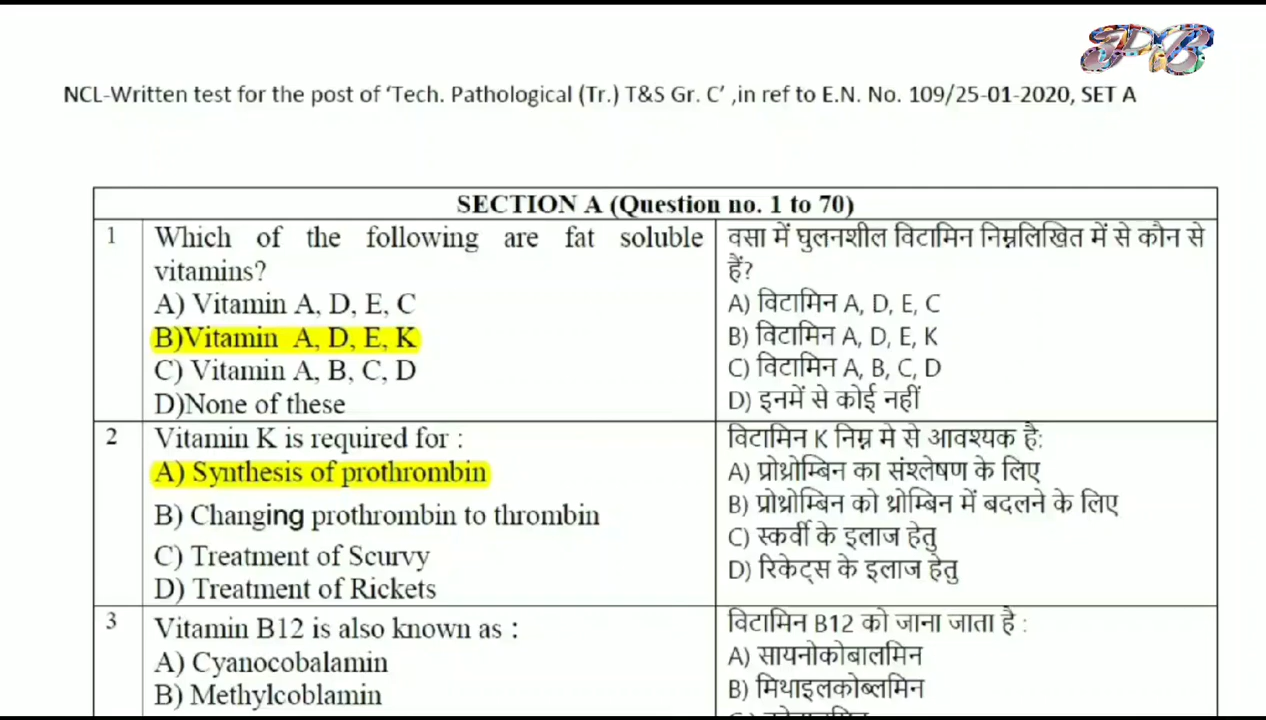 PiB
NCL-Written test for the post of ‘Tech. Pathological (Tr.) T&S Gr. C’ ,in ref to E.N. No. 109/25-01-2020, SET A
SECTION A (Question no. 1 to 70)
1
Which of the following are fat soluble
vitamins?
A) Vitamin A, D, E, C
B)Vitamin A, D, E, K
C) Vitamin A, B, C, D
D)None of these
वसा में घुलनशील विटामिन निम्नलिखित में से कौन से
हैं?
A) विटामिन A, D, E, C
B) विटामिन A, D, E, K
C) विटामिन A, B, C, D
D) इनमें से कोई नहीं
2
Vitamin K is required for :
A) Synthesis of prothrombin
B) Changing prothrombin to thrombin
C) Treatment of Scurvy
D) Treatment of Rickets
विटामिन K निम्न मे से आवश्यक है:
A) प्रोथ्रोम्बिन का संश्लेषण के लिए
B) प्रोथ्रोम्बिन को थ्रोम्बिन में बदलने के लिए
C) स्कर्वी के इलाज हेतु
D) रिकेट्स के इलाज हेतु
3
Vitamin B12 is also known as :
A) Cyanocobalamin
B) Methylcoblamin
विटामिन B12 को जाना जाता है :
A) सायनोकोबालमिन
B) मिथाइलकोब्लमिन